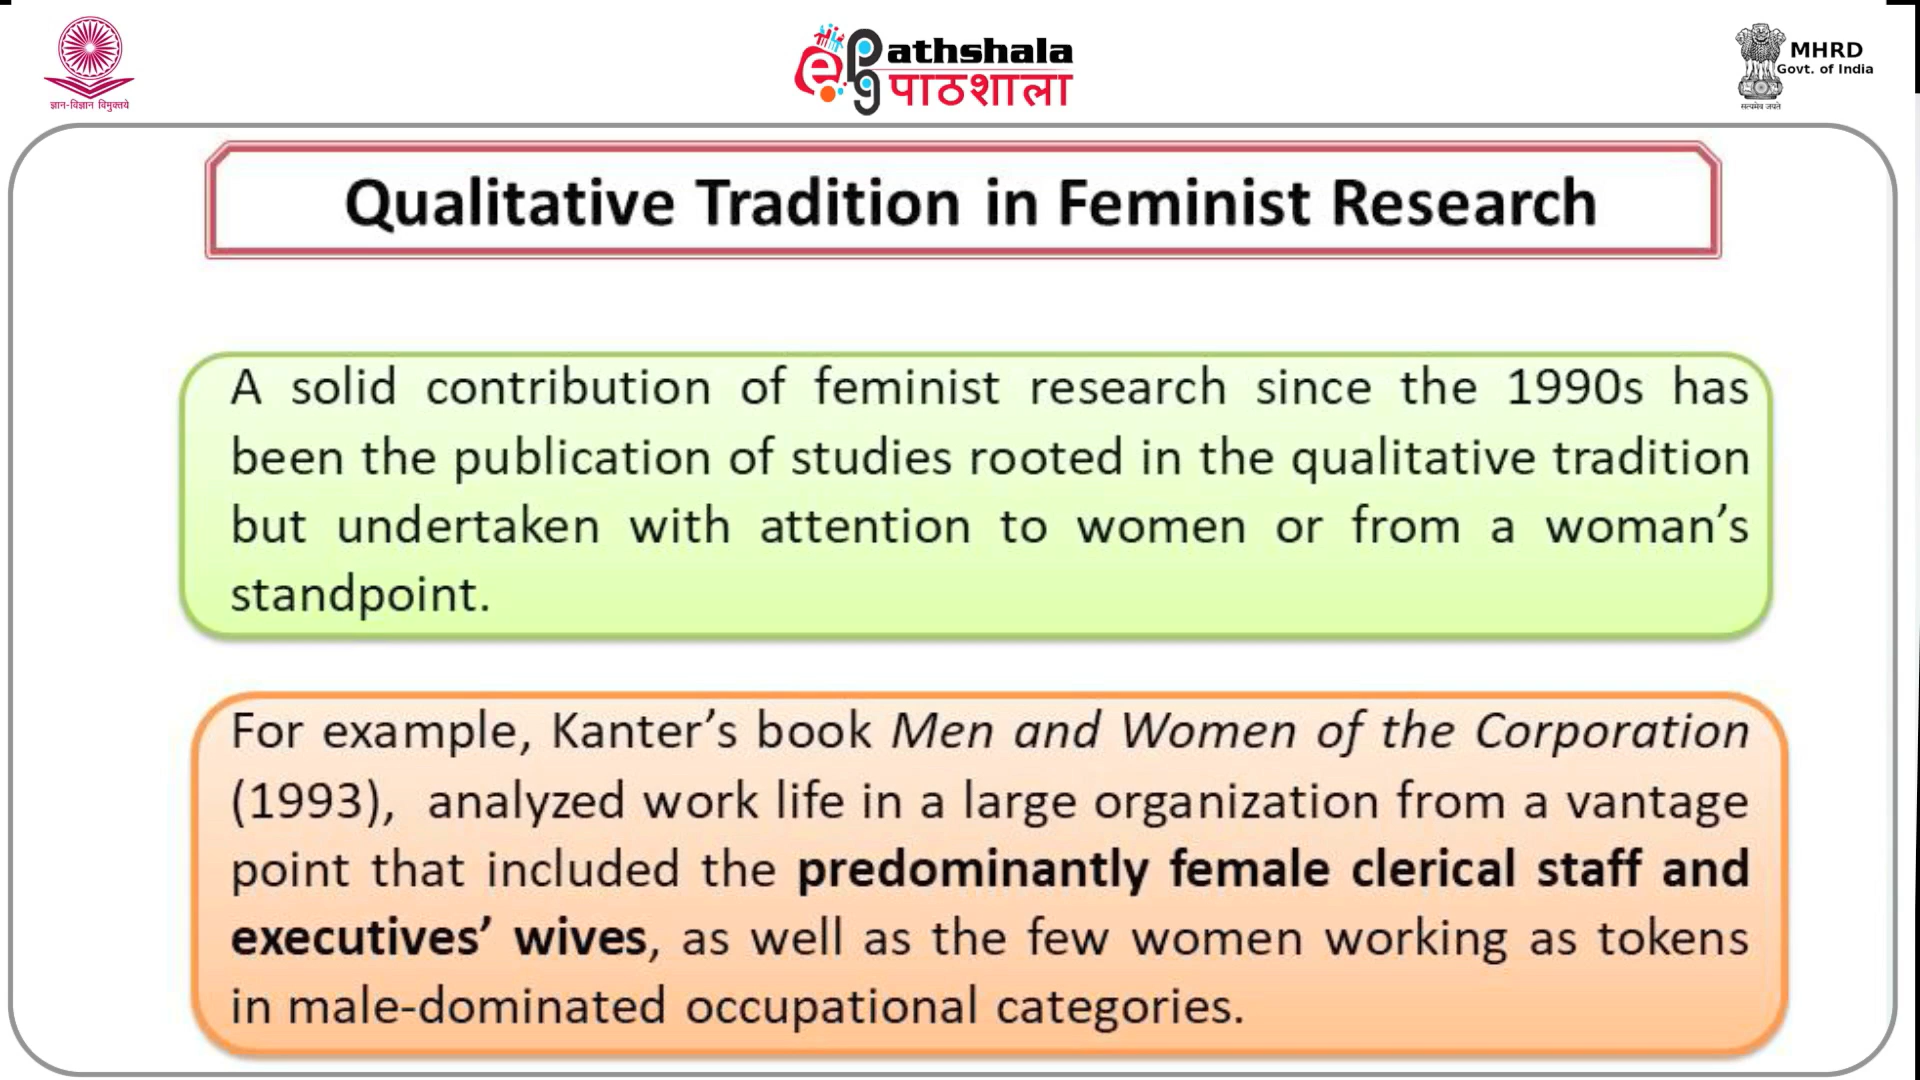 ज्ञान-विज्ञान विमुक्तये
epgathshala
पाठशाला
MHRD
Govt. of India
सत्यमेव जयते
Qualitative Tradition in Feminist Research
A solid contribution of feminist research since the 1990s has
been the publication of studies rooted in the qualitative tradition
but undertaken with attention to women or from a woman’s
standpoint.
For example, Kanter’s book Men and Women of the Corporation
(1993), analyzed work life in a large organization from a vantage
point that included the predominantly female clerical staff and
executives’ wives, as well as the few women working as tokens
in male-dominated occupational categories.